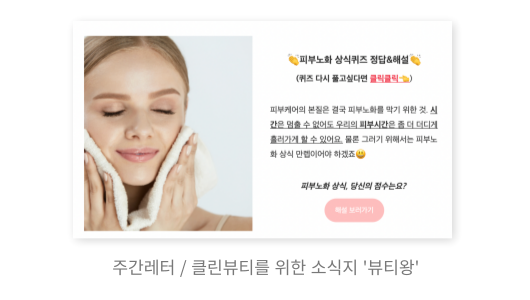 👏피부노화 상식퀴즈 정답&해설👏
(퀴즈 다시 풀고싶다면 클릭클릭👈)
피부케어의 본질은 결국 피부노화를 막기 위한 것. 시
간은 멈출 수 없어도 우리의 피부시간은 좀 더 더디게
흘러가게 할 수 있어요. 물론 그러기 위해서는 피부노
화 상식 만렙이어야 하겠죠😃
피부노화 상식, 당신의 점수는요?
해설 보러가기
주간레터 / 클린뷰티를 위한 소식지 '뷰티왕'